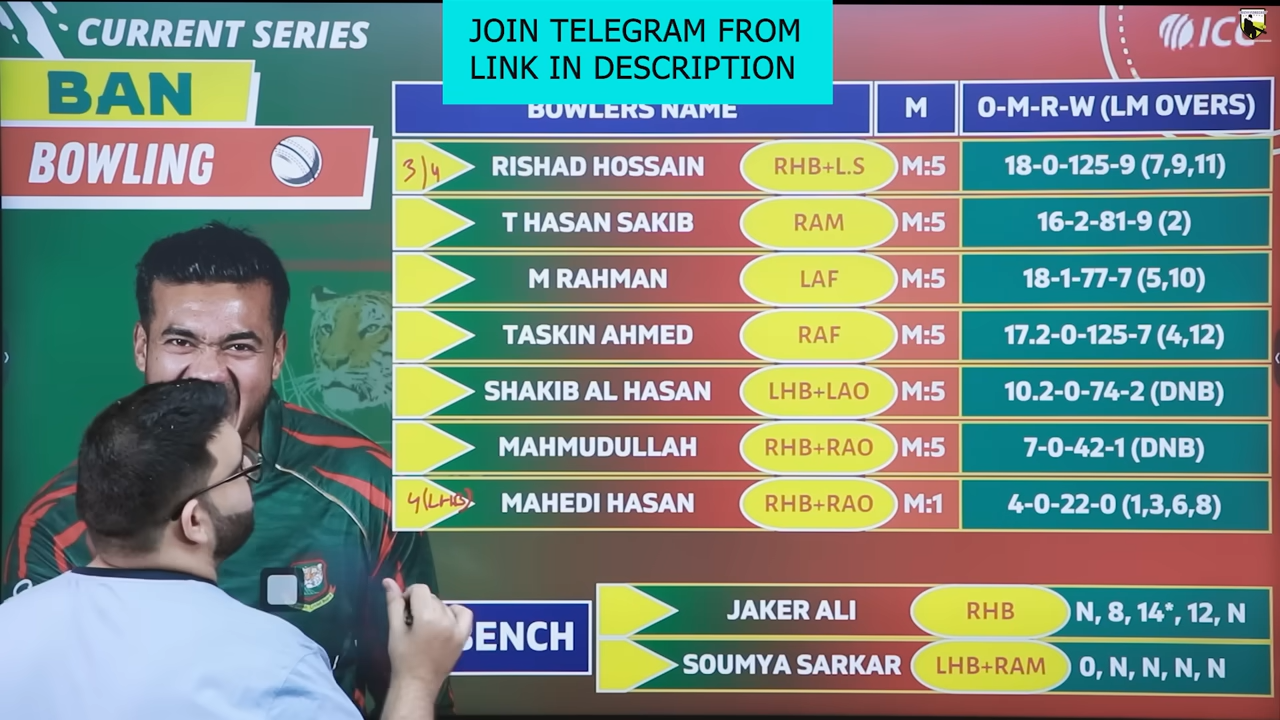 CURRENT SERIES
JOIN TELEGRAM FROM
LINK IN DESCRIPTION
ICC
BAN
BOWLING
BOWLERS NAME M O-M-R-W (LM OVERS)
3/4 RISHAD HOSSAIN RHB+L.S M:5 18-0-125-9 (7,9,11)
T HASAN SAKIB RAM M:5 16-2-81-9 (2)
M RAHMAN LAF M:5 18-1-77-7 (5,10)
TASKIN AHMED RAF M:5 17.2-0-125-7 (4,12)
SHAKIB AL HASAN LHB+LAO M:5 10.2-0-74-2 (DNB)
MAHMUDULLAH RHB+RAO M:5 7-0-42-1 (DNB)
4(LHB) MAHEDI HASAN RHB+RAO M:1 4-0-22-0 (1,3,6,8)
BENCH
JAKER ALI RHB N, 8, 14*, 12, N
SOUMYA SARKAR LHB+RAM 0, N, N, N, N